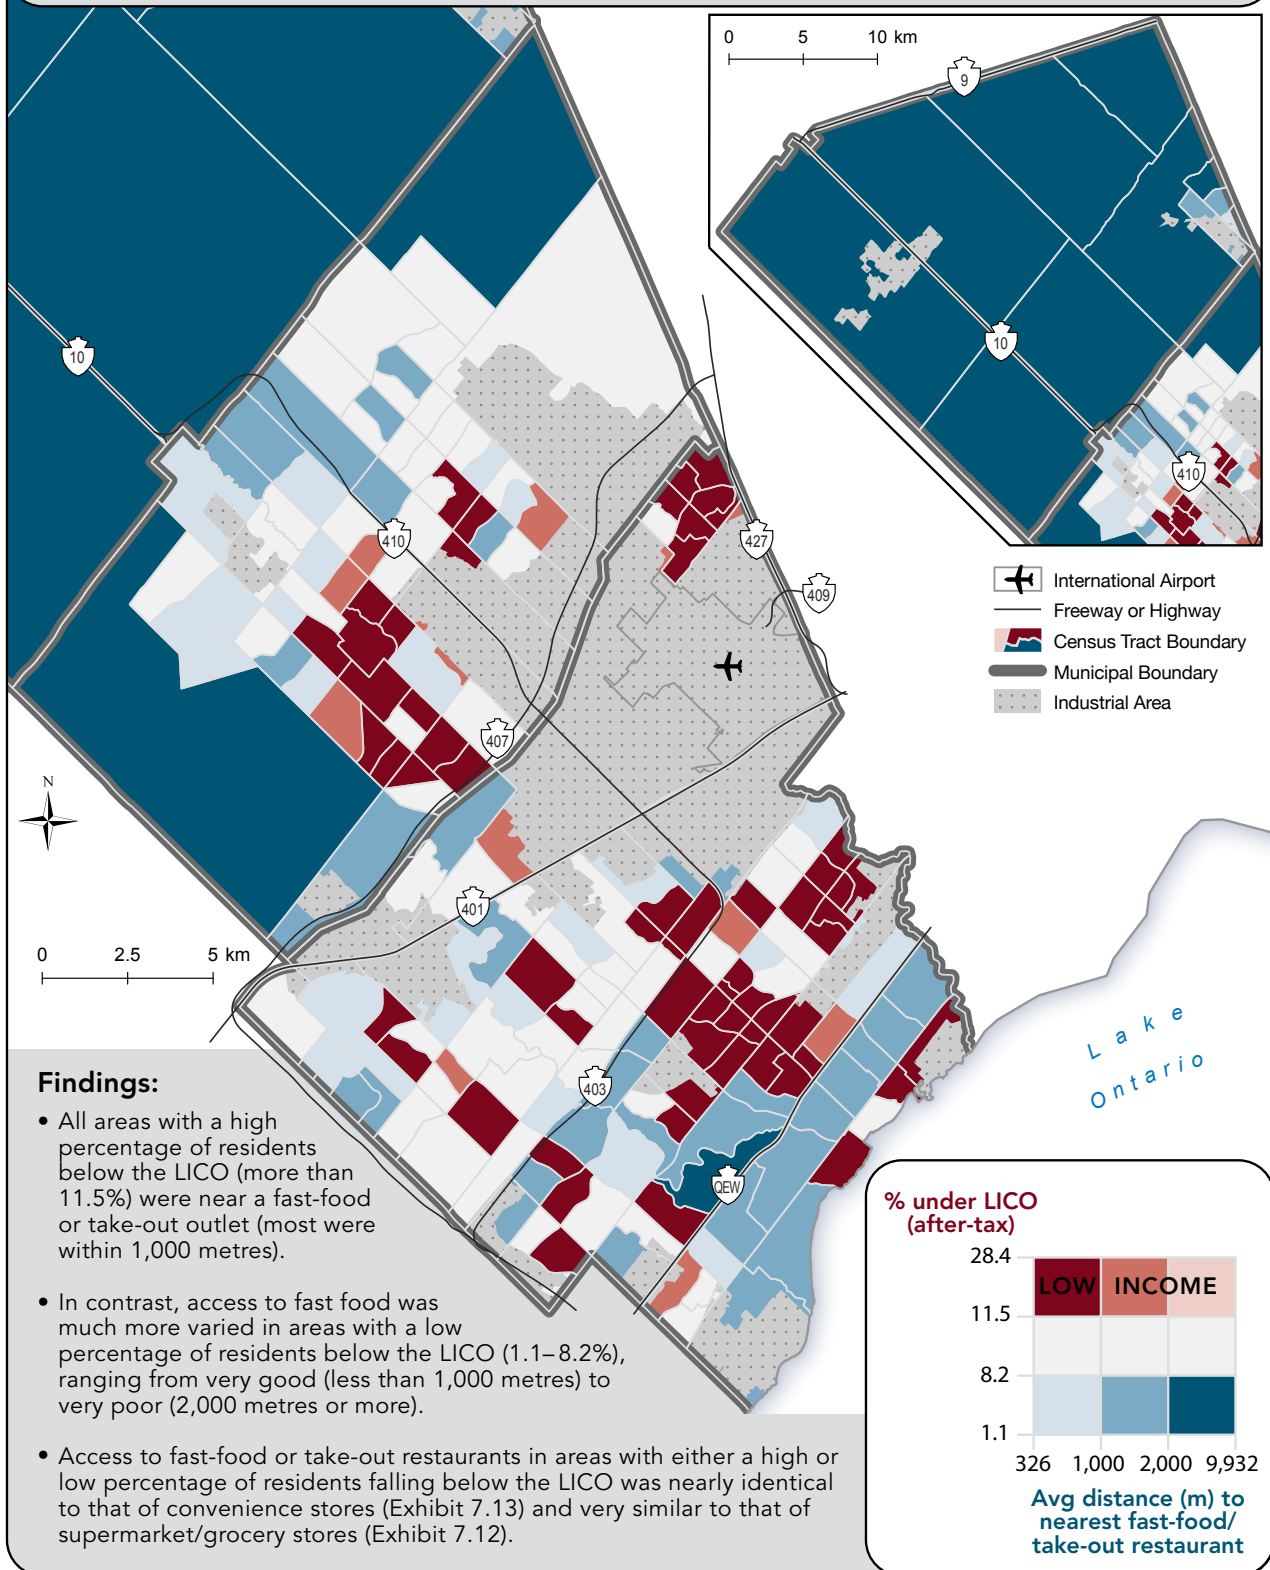 0 5 10 km
9
10
410
10
410
427
409
407
401
403
QEW
International Airport
Freeway or Highway
Census Tract Boundary
Municipal Boundary
Industrial Area
N
0 2.5 5 km
Lake
Ontario
Findings:
• All areas with a high
percentage of residents
below the LICO (more than
11.5%) were near a fast-food
or take-out outlet (most were
within 1,000 metres).
• In contrast, access to fast food was
much more varied in areas with a low
percentage of residents below the LICO (1.1–8.2%),
ranging from very good (less than 1,000 metres) to
very poor (2,000 metres or more).
• Access to fast-food or take-out restaurants in areas with either a high or
low percentage of residents falling below the LICO was nearly identical
to that of convenience stores (Exhibit 7.13) and very similar to that of
supermarket/grocery stores (Exhibit 7.12).
% under LICO
(after-tax)
28.4
LOW INCOME
11.5
8.2
1.1
326 1,000 2,000 9,932
Avg distance (m) to
nearest fast-food/
take-out restaurant